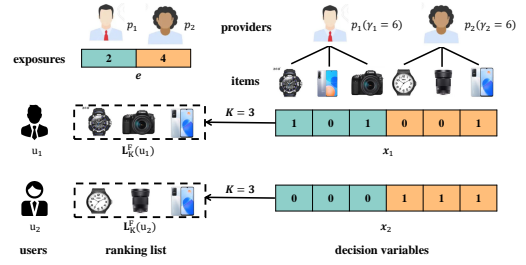 p₁ p₂ providers p₁(γ₁ = 6) p₂(γ₂ = 6)
exposures 2 4
e items
K = 3 1 0 1 0 0 1
u₁ L_K^F(u₁) x₁
K = 3 0 0 0 1 1 1
u₂ L_K^F(u₂) x₂
users ranking list decision variables